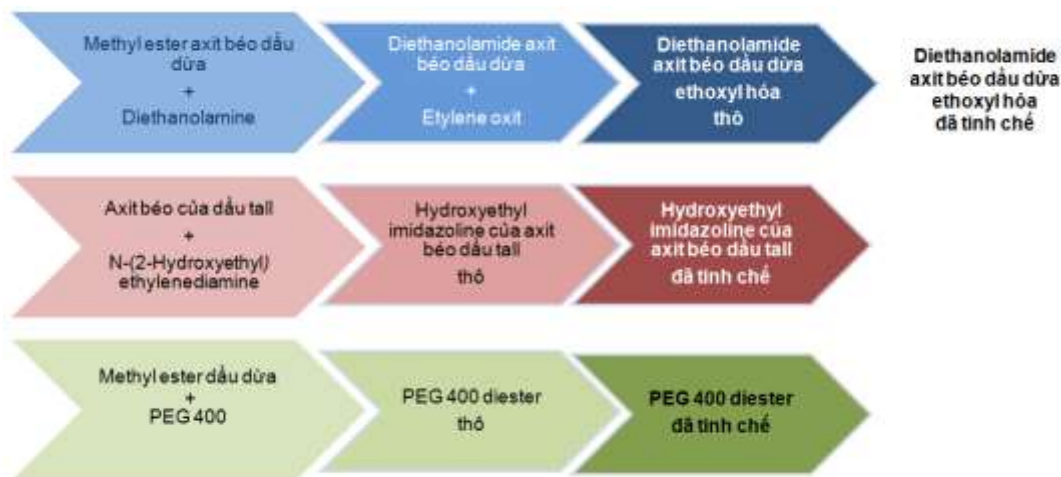 Methyl ester axit béo dầu
dừa
+
Diethanolamine
Diethanolamide axit
béo dầu dừa
+
Etylene oxit
Diethanolamide
axit béo dầu dừa
ethoxyl hóa
thô
Diethanolamide
axit béo dầu dừa
ethoxyl hóa
đã tinh chế
Axit béo của dầu tall
+
N-(2-Hydroxyethyl)
ethylenediamine
Hydroxyethyl
imidazoline của axit
béo dầu tall
thô
Hydroxyethyl
imidazoline của
axit béo dầu tall
đã tinh chế
Methyl ester dầu dừa
+
PEG 400
PEG 400 diester
thô
PEG 400 diester
đã tinh chế